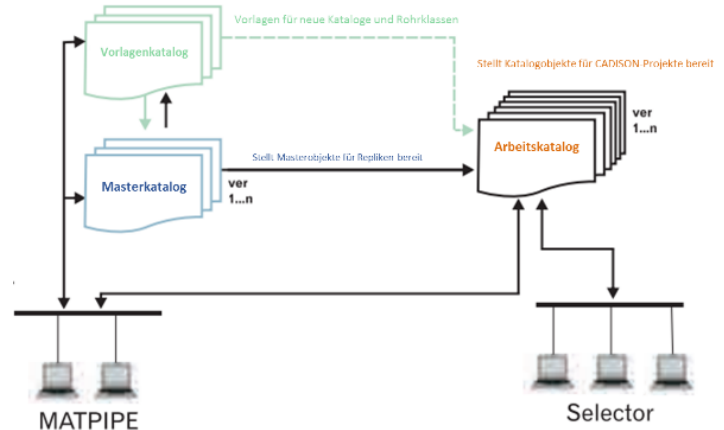 Vorlagen für neue Kataloge und Rohrklassen
Vorlagenkatalog
Stellt Katalogobjekte für CADISON-Projekte bereit
ver
1...n
Arbeitskatalog
Stellt Masterobjekte für Repliken bereit
Masterkatalog
ver
1...n
MATPIPE
Selector